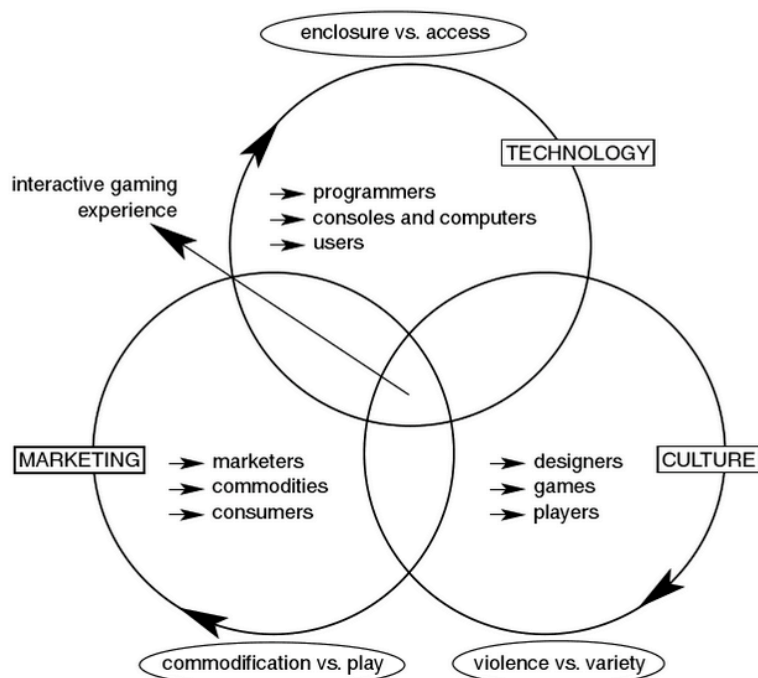 enclosure vs. access
TECHNOLOGY
interactive gaming
experience
programmers
consoles and computers
users
MARKETING
marketers
commodities
consumers
designers
games
players
CULTURE
commodification vs. play
violence vs. variety